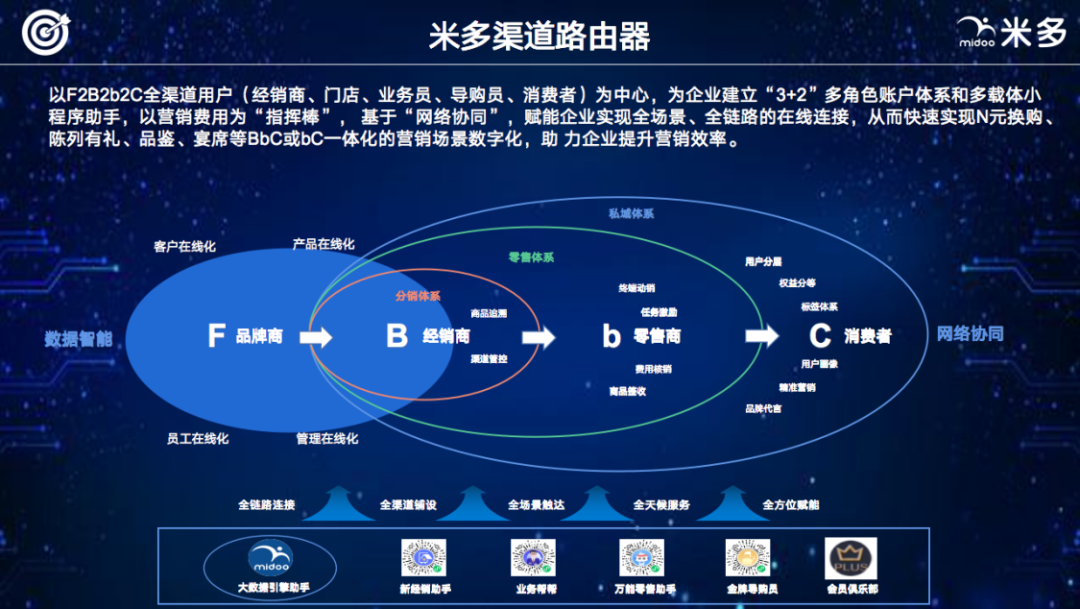 米多渠道路由器
midoo 米多
以F2B2b2C全渠道用户（经销商、门店、业务员、导购员、消费者）为中心，为企业建立“3+2”多角色账户体系和多载体小
程序助手，以营销费用为“指挥棒”，基于“网络协同”，赋能企业实现全场景、全链路的在线连接，从而快速实现N元换购、
陈列有礼、品鉴、宴席等BbC或bC一体化的营销场景数字化，助 力企业提升营销效率。
私域体系
客户在线化
产品在线化
零售体系
用户分层
终端动销
权益分等
分销体系
商品追溯
任务激励
标签体系
数据智能
F 品牌商
B 经销商
b 零售商
C 消费者
网络协同
渠道管控
费用核销
用户画像
商品签收
精准营销
品牌代言
员工在线化
管理在线化
全链路连接
全渠道铺设
全场景触达
全天候服务
全方位赋能
midoo
PLUS
大数据引擎助手
新经销助手
业务帮帮
万能零售助手
金牌导购员
会员俱乐部